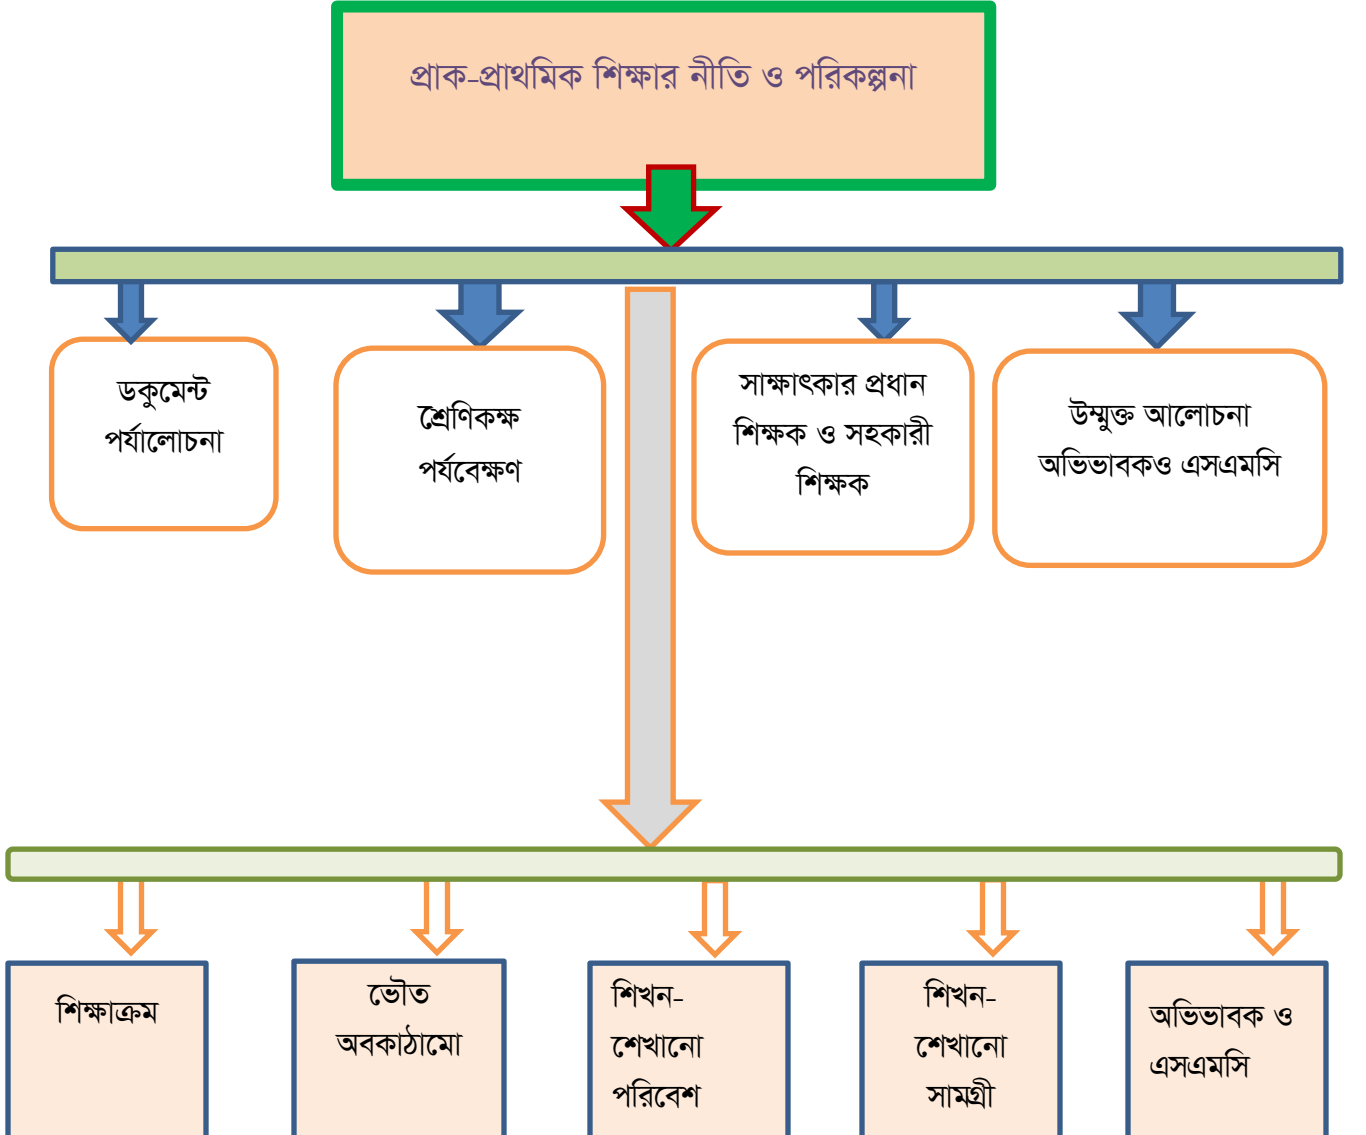 প্রাক-প্রাথমিক শিক্ষার নীতি ও পরিকল্পনা
ডকুমেন্ট
পর্যালোচনা
শ্রেণিকক্ষ
পর্যবেক্ষণ
সাক্ষাৎকার প্রধান
শিক্ষক ও সহকারী
শিক্ষক
উম্মুক্ত আলোচনা
অভিভাবকও এসএমসি
শিক্ষাক্রম
ভৌত
অবকাঠামো
শিখন-
শেখানো
পরিবেশ
শিখন-
শেখানো
সামগ্রী
অভিভাবক ও
এসএমসি